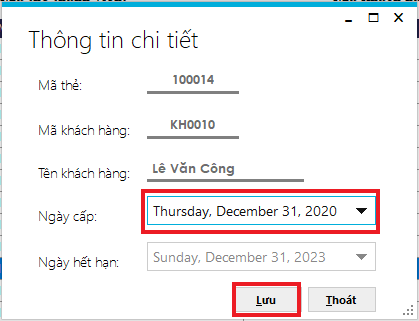 Thông tin chi tiết
Mã thẻ: 100014
Mã khách hàng: KH0010
Tên khách hàng: Lê Văn Công
Ngày cấp: Thursday, December 31, 2020
Ngày hết hạn: Sunday, December 31, 2023
Lưu Thoát